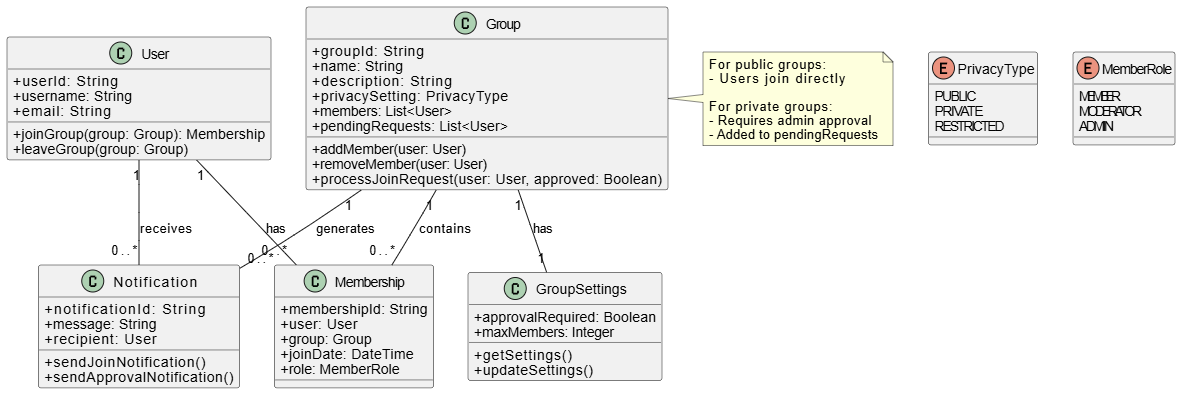 C User
+userId: String
+username: String
+email: String
+joinGroup(group: Group): Membership
+leaveGroup(group: Group)
C Group
+groupId: String
+name: String
+description: String
+privacySetting: PrivacyType
+members: List<User>
+pendingRequests: List<User>
+addMember(user: User)
+removeMember(user: User)
+processJoinRequest(user: User, approved: Boolean)
For public groups:
- Users join directly
For private groups:
- Requires admin approval
- Added to pendingRequests
E PrivacyType
PUBLIC
PRIVATE
RESTRICTED
E MemberRole
MEMBER
MODERATOR
ADMIN
1
receives
0..*
1
has
0..*
1
generates
0..*
1
contains
0..*
1
has
1
C Notification
+notificationId: String
+message: String
+recipient: User
+sendJoinNotification()
+sendApprovalNotification()
C Membership
+membershipId: String
+user: User
+group: Group
+joinDate: DateTime
+role: MemberRole
C GroupSettings
+approvalRequired: Boolean
+maxMembers: Integer
+getSettings()
+updateSettings()